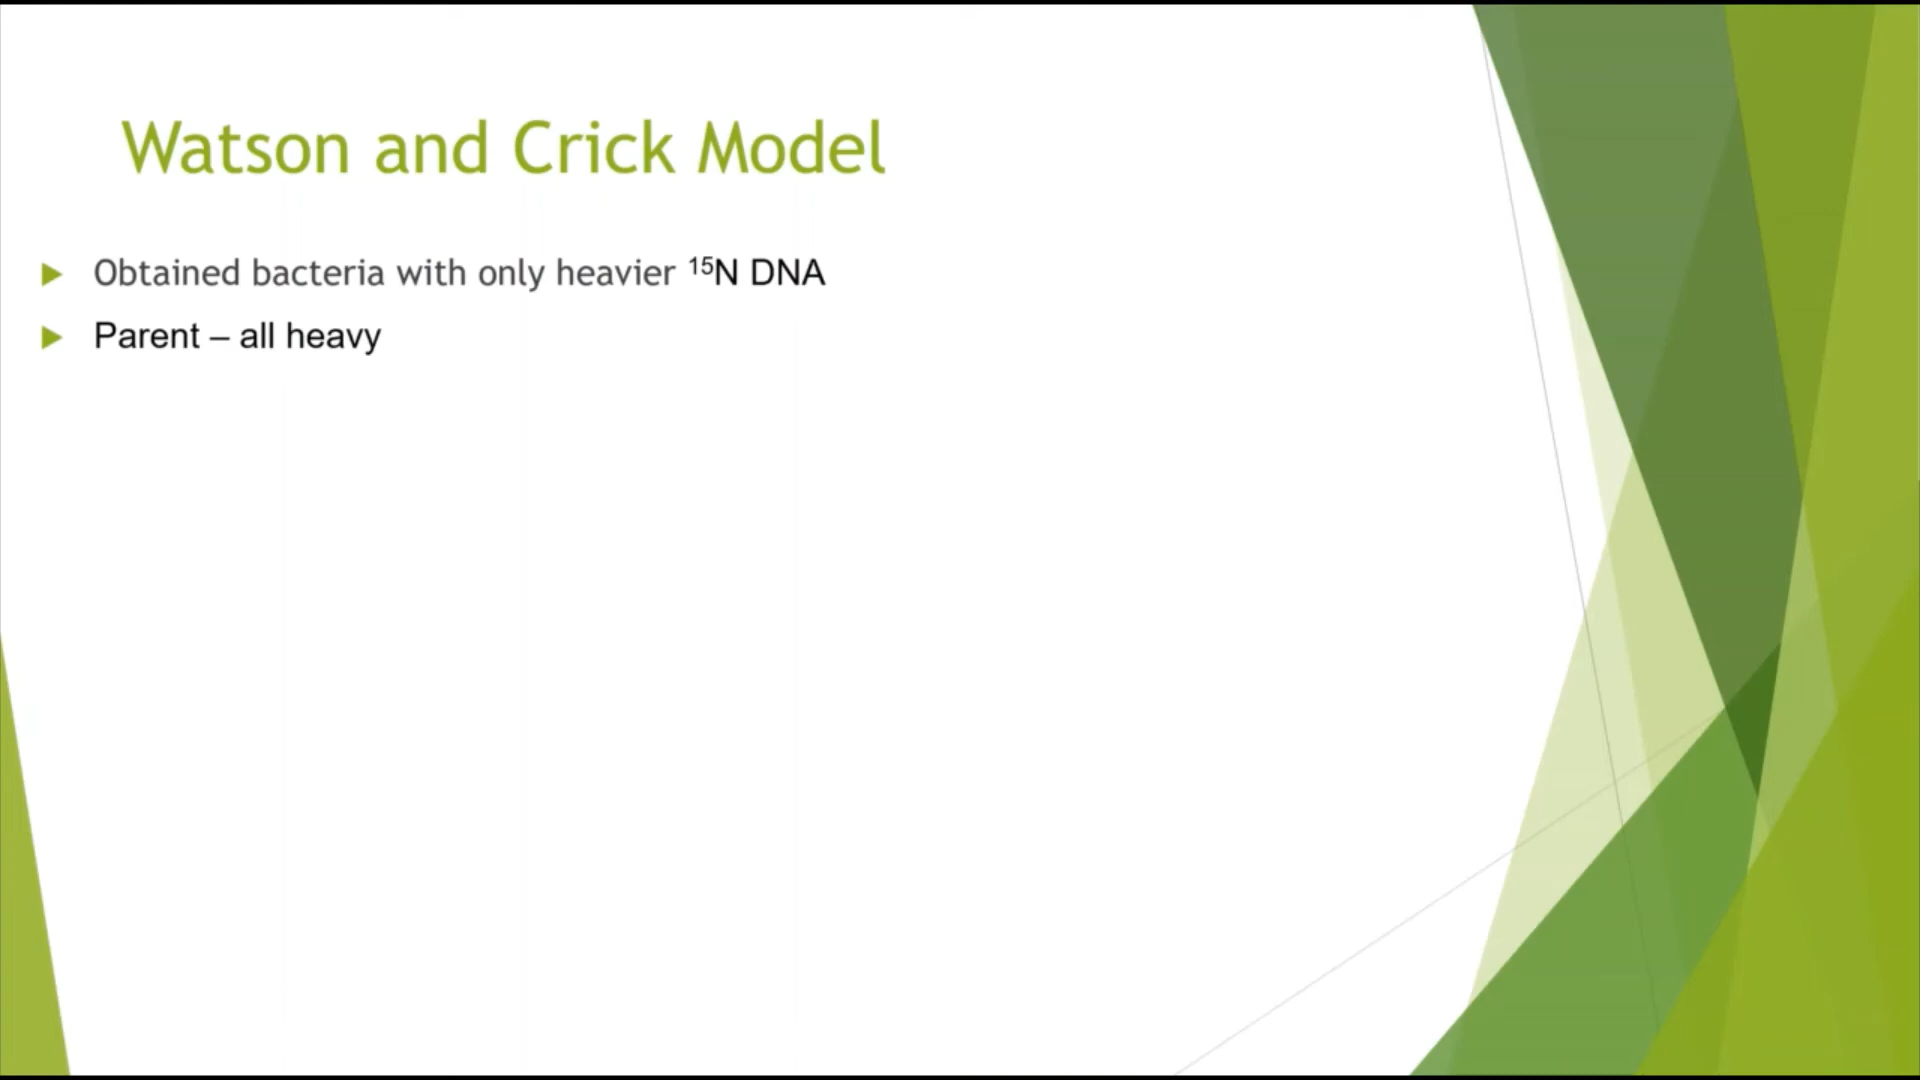 Watson and Crick Model
Obtained bacteria with only heavier ¹⁵N DNA
Parent – all heavy